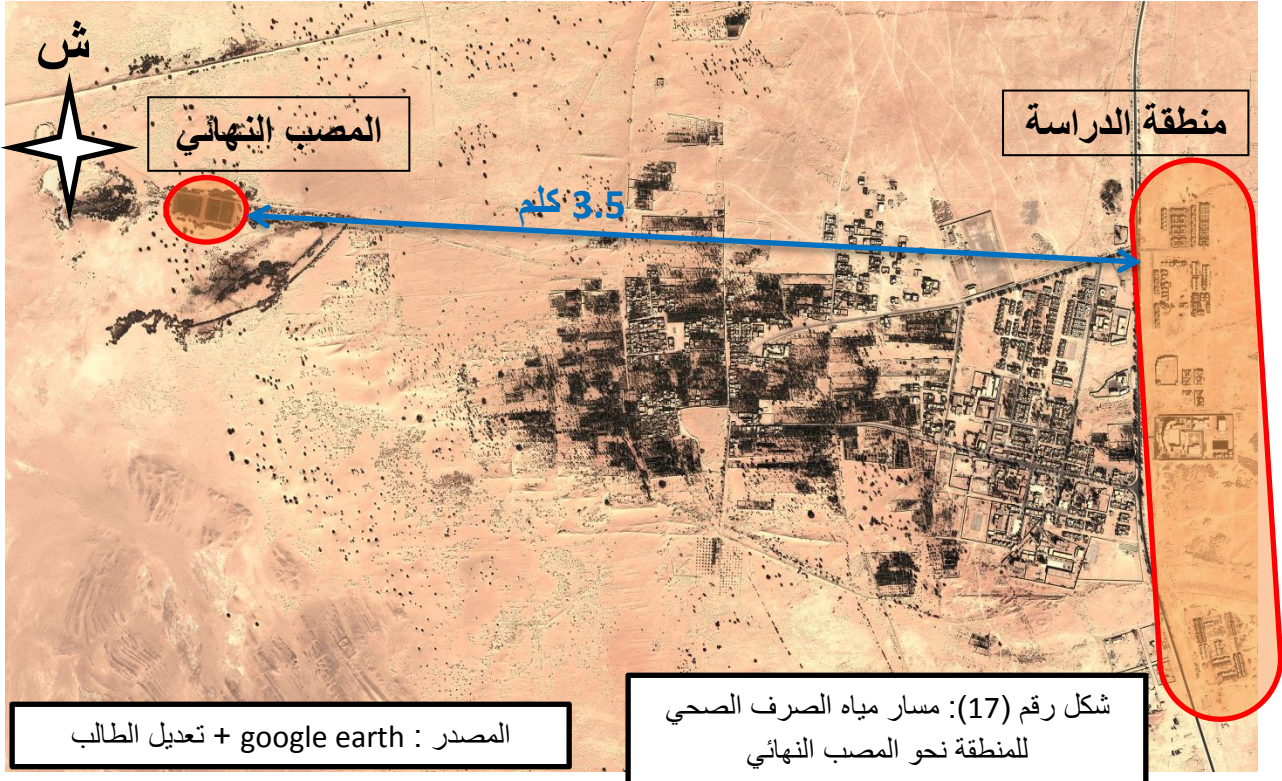 ش
المصب النهائي
منطقة الدراسة
3.5 كلم
شكل رقم (17): مسار مياه الصرف الصحي
للمنطقة نحو المصب النهائي
المصدر : google earth + تعديل الطالب